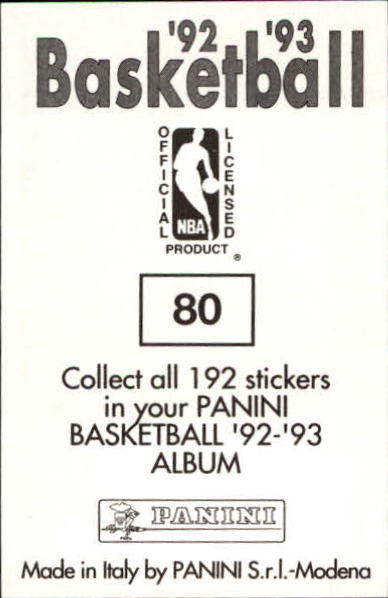 '92 '93
Basketball
OFFICIAL
LICENSED
NBA
PRODUCT ®
80
Collect all 192 stickers
in your PANINI
BASKETBALL '92-'93
ALBUM
PANINI
Made in Italy by PANINI S.r.l.-Modena